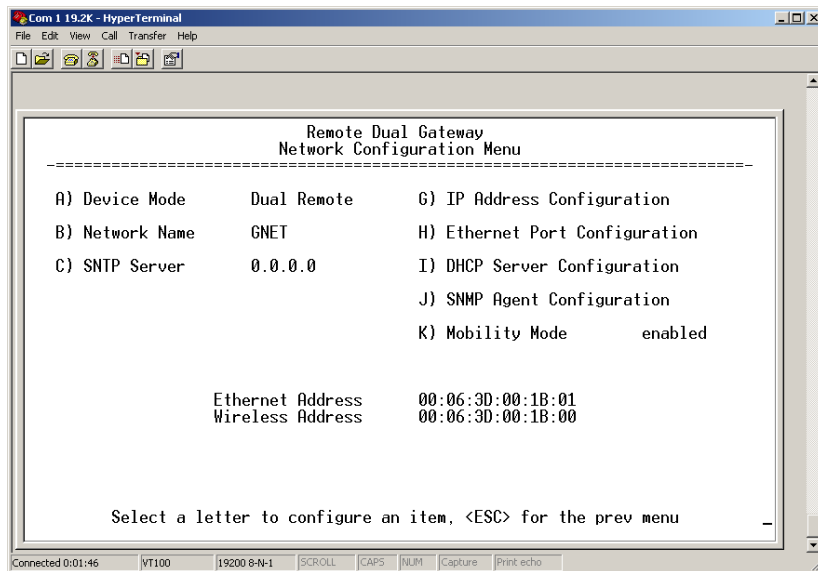 Com 1 19.2K - HyperTerminal
File Edit View Call Transfer Help
Remote Dual Gateway
Network Configuration Menu
-==========================================================================-
A) Device Mode Dual Remote G) IP Address Configuration
B) Network Name GNET H) Ethernet Port Configuration
C) SNTP Server 0.0.0.0 I) DHCP Server Configuration
J) SNMP Agent Configuration
K) Mobility Mode enabled
Ethernet Address 00:06:3D:00:1B:01
Wireless Address 00:06:3D:00:1B:00
Select a letter to configure an item, <ESC> for the prev menu _
Connected 0:01:46 VT100 19200 8-N-1 SCROLL CAPS NUM Capture Print echo